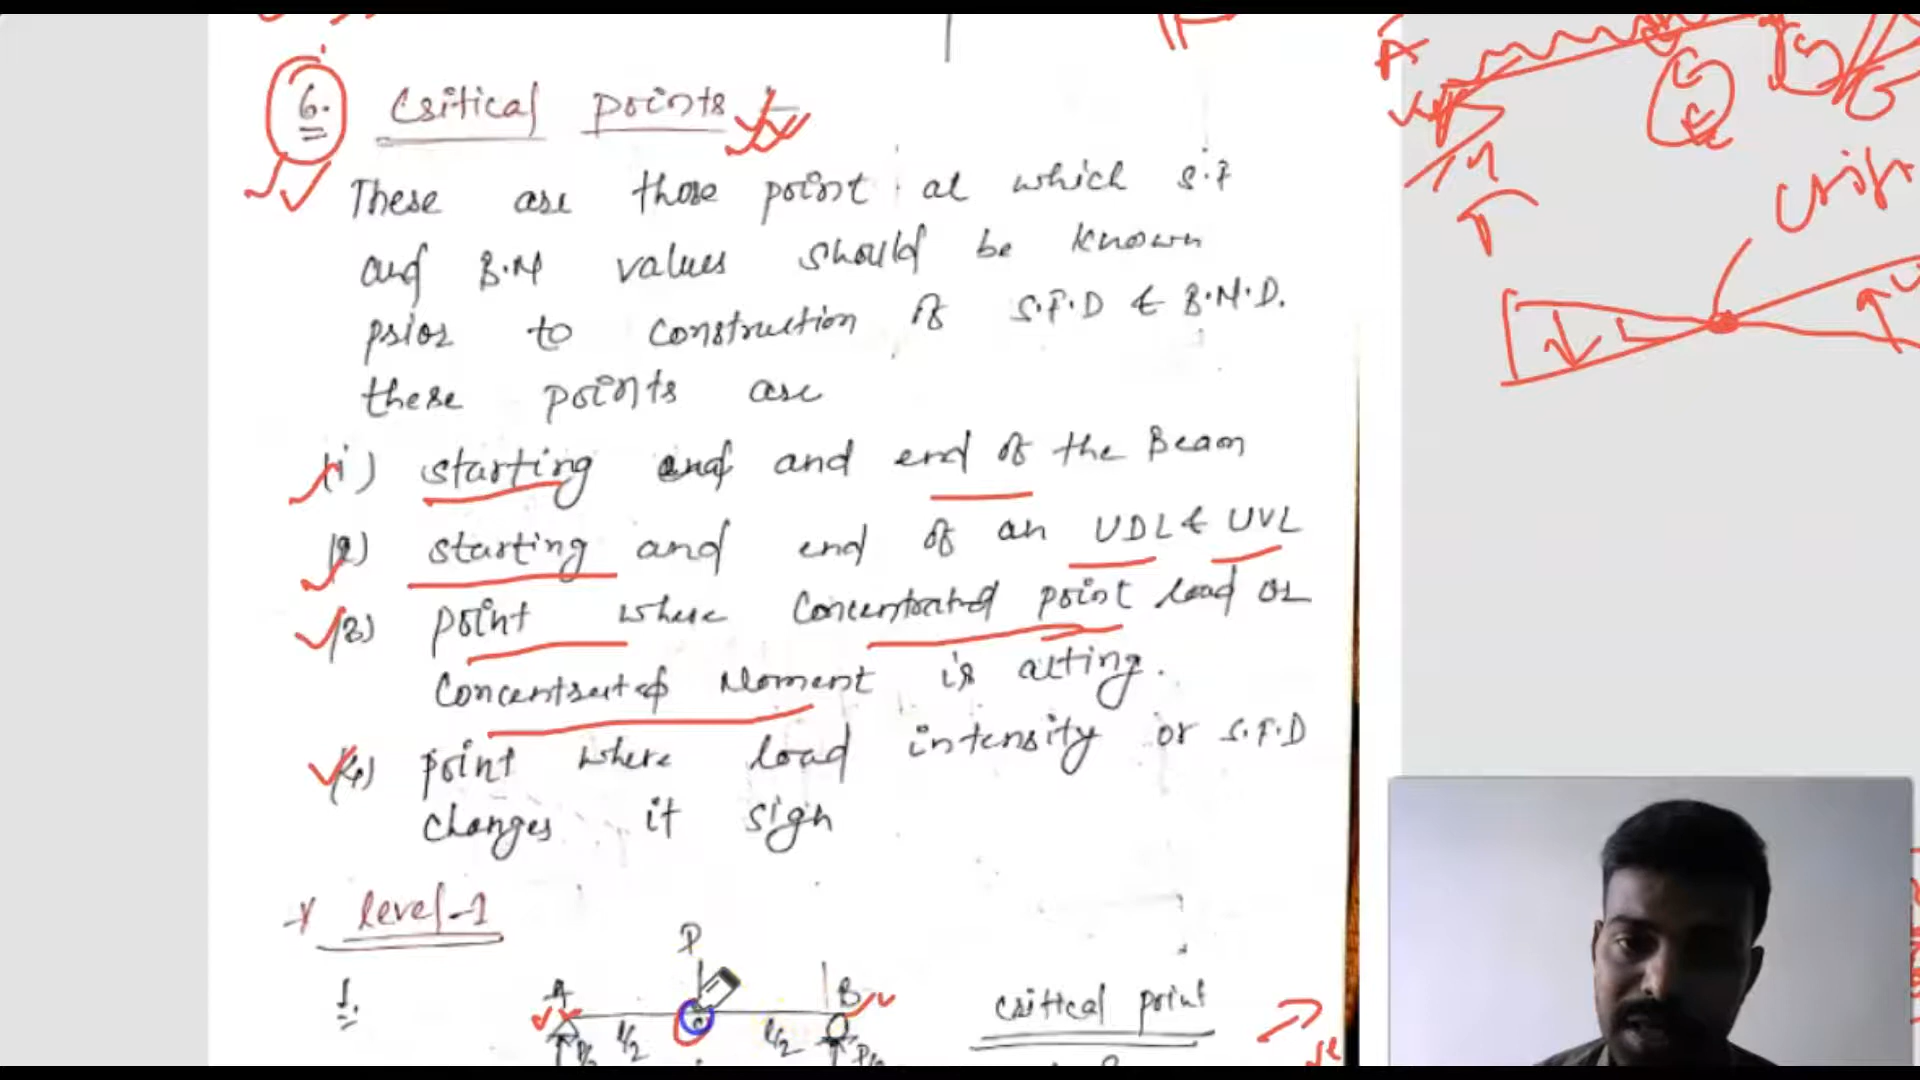 6. Critical points
These are those point at which S.F
and B.M values should be known
prior to construction of S.F.D & B.M.D.
these points are
(1) starting and end of the Beam
(2) starting and end of an UDL & UVL
(3) point where Concentrated point load or
Concentrated Moment is acting.
(4) point where load intensity or S.F.D
changes it sign
level-1
P
1.
A
B
critical point
l/2
C
l/2